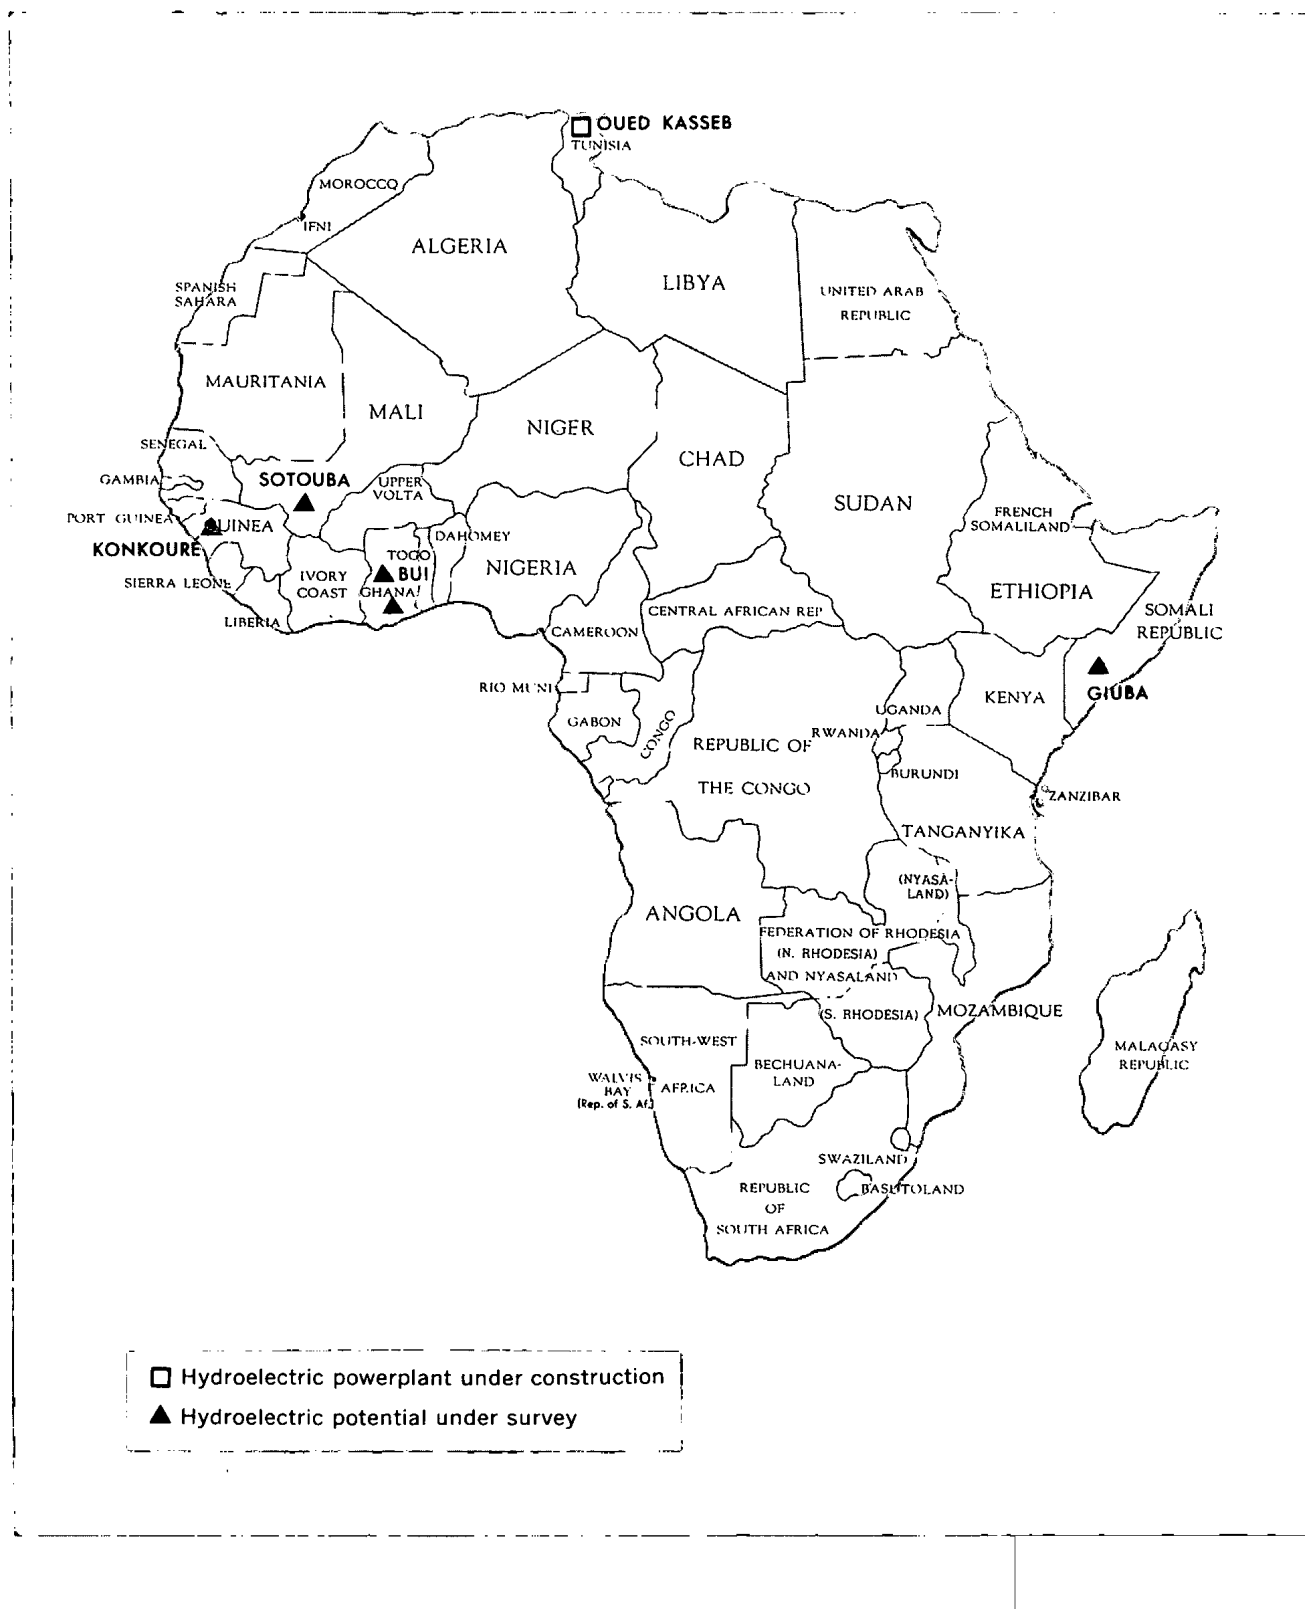 OUED KASSEB
TUNISIA
MOROCCO
IFNI
ALGERIA
LIBYA
SPANISH
SAHARA
UNITED ARAB
REPUBLIC
MAURITANIA
MALI
NIGER
CHAD
SENEGAL
SUDAN
GAMBIA
SOTOUBA
UPPER
VOLTA
PORT GUINEA
GUINEA
FRENCH
SOMALILAND
KONKOURE
DAHOMEY
TOGO
BUI
NIGERIA
SIERRA LEONE
IVORY
COAST
GHANA
ETHIOPIA
LIBERIA
CENTRAL AFRICAN REP
SOMALI
REPUBLIC
CAMEROON
RIO MUNI
GIUBA
KENYA
GABON
CONGO
UGANDA
RWANDA
REPUBLIC OF
THE CONGO
BURUNDI
ZANZIBAR
TANGANYIKA
(NYASA-
LAND)
ANGOLA
FEDERATION OF RHODESIA
(N. RHODESIA)
AND NYASALAND
(S. RHODESIA)
MOZAMBIQUE
SOUTH-WEST
AFRICA
BECHUANA-
LAND
MALAGASY
REPUBLIC
WALVIS
BAY
(Rep. of S. Af.)
SWAZILAND
BASUTOLAND
REPUBLIC
OF
SOUTH AFRICA
Hydroelectric powerplant under construction
Hydroelectric potential under survey